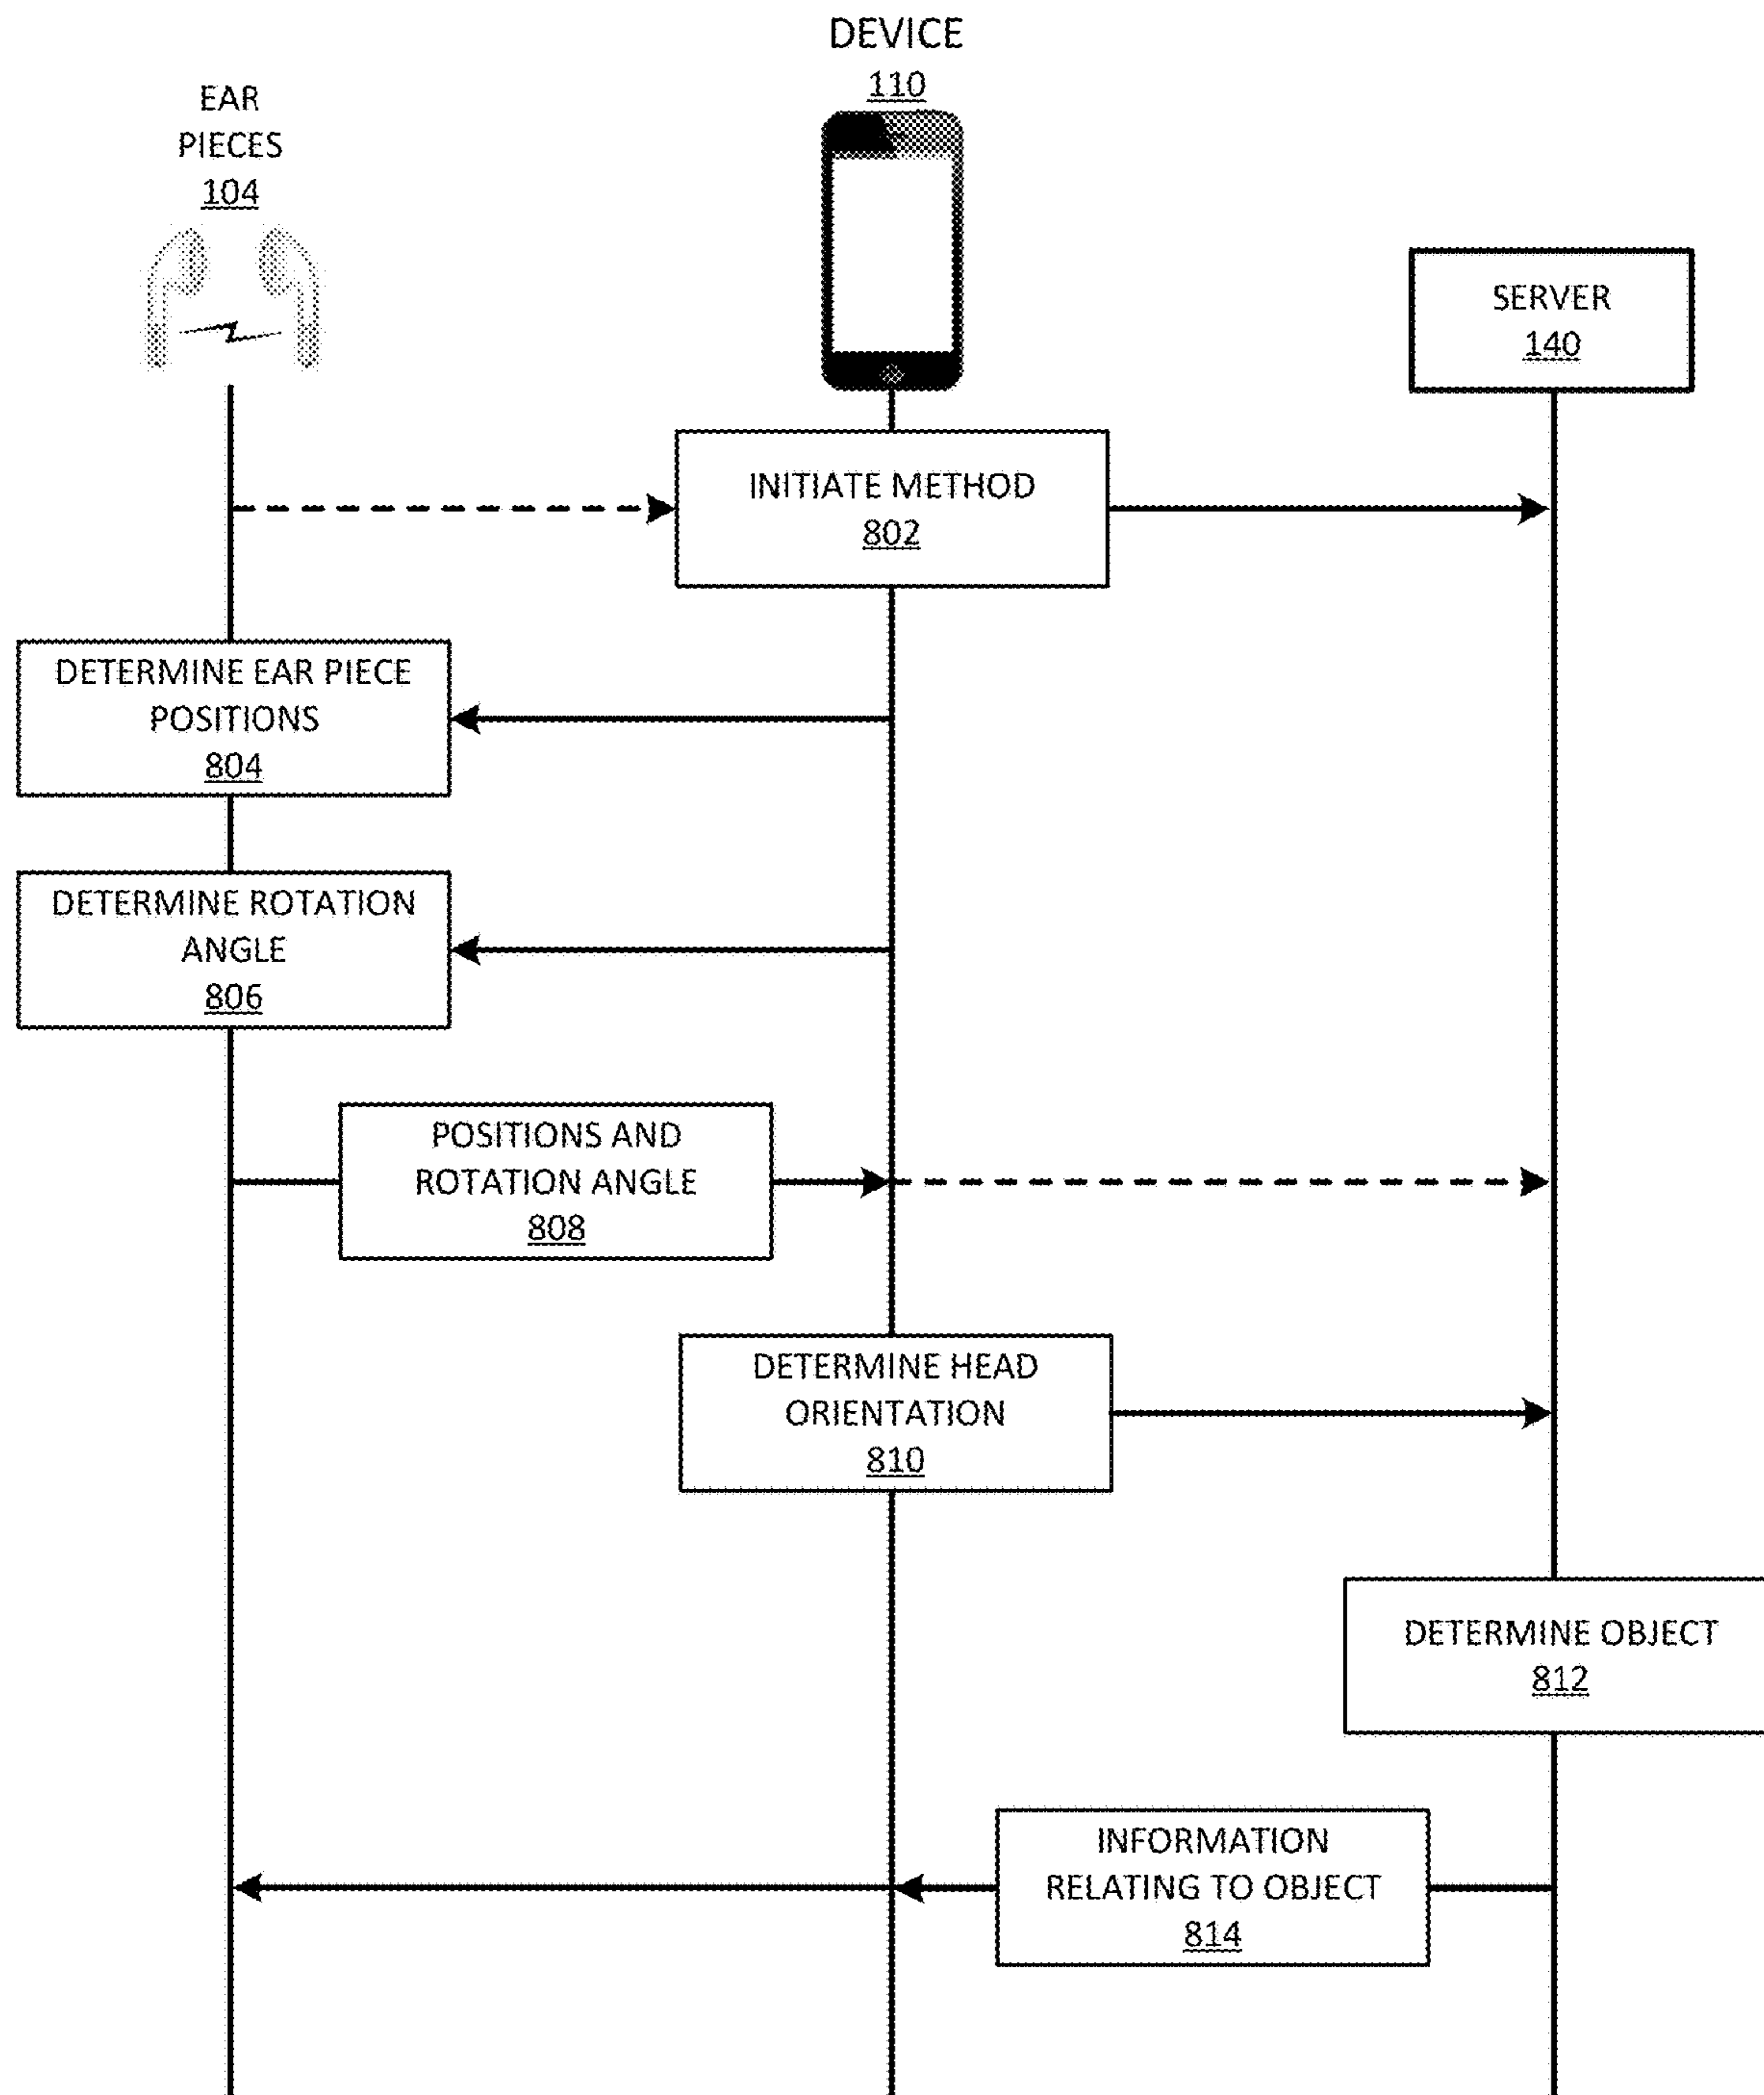 DEVICE
110
EAR
PIECES
104
SERVER
140
INITIATE METHOD
802
DETERMINE EAR PIECE
POSITIONS
804
DETERMINE ROTATION
ANGLE
806
POSITIONS AND
ROTATION ANGLE
808
DETERMINE HEAD
ORIENTATION
810
DETERMINE OBJECT
812
INFORMATION
RELATING TO OBJECT
814